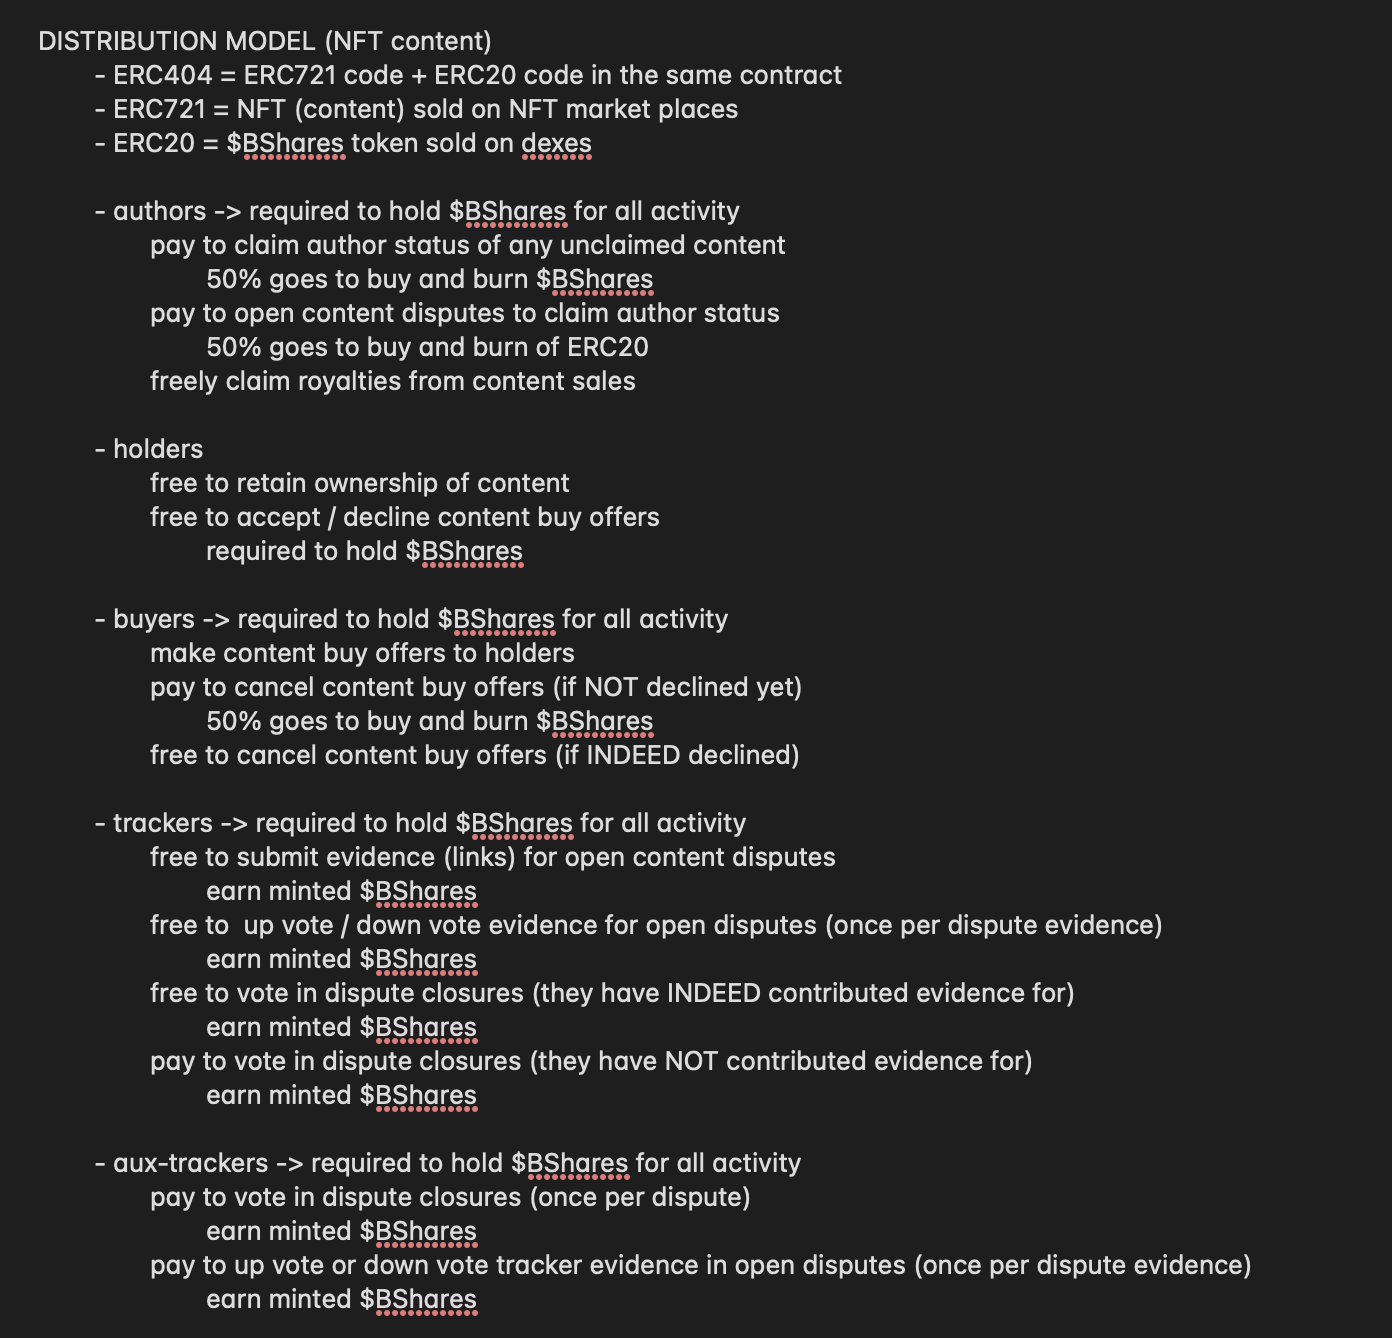 DISTRIBUTION MODEL (NFT content)
- ERC404 = ERC721 code + ERC20 code in the same contract
- ERC721 = NFT (content) sold on NFT market places
- ERC20 = $BShares token sold on dexes
- authors -> required to hold $BShares for all activity
pay to claim author status of any unclaimed content
50% goes to buy and burn $BShares
pay to open content disputes to claim author status
50% goes to buy and burn of ERC20
freely claim royalties from content sales
- holders
free to retain ownership of content
free to accept / decline content buy offers
required to hold $BShares
- buyers -> required to hold $BShares for all activity
make content buy offers to holders
pay to cancel content buy offers (if NOT declined yet)
50% goes to buy and burn $BShares
free to cancel content buy offers (if INDEED declined)
- trackers -> required to hold $BShares for all activity
free to submit evidence (links) for open content disputes
earn minted $BShares
free to  up vote / down vote evidence for open disputes (once per dispute evidence)
earn minted $BShares
free to vote in dispute closures (they have INDEED contributed evidence for)
earn minted $BShares
pay to vote in dispute closures (they have NOT contributed evidence for)
earn minted $BShares
- aux-trackers -> required to hold $BShares for all activity
pay to vote in dispute closures (once per dispute)
earn minted $BShares
pay to up vote or down vote tracker evidence in open disputes (once per dispute evidence)
earn minted $BShares